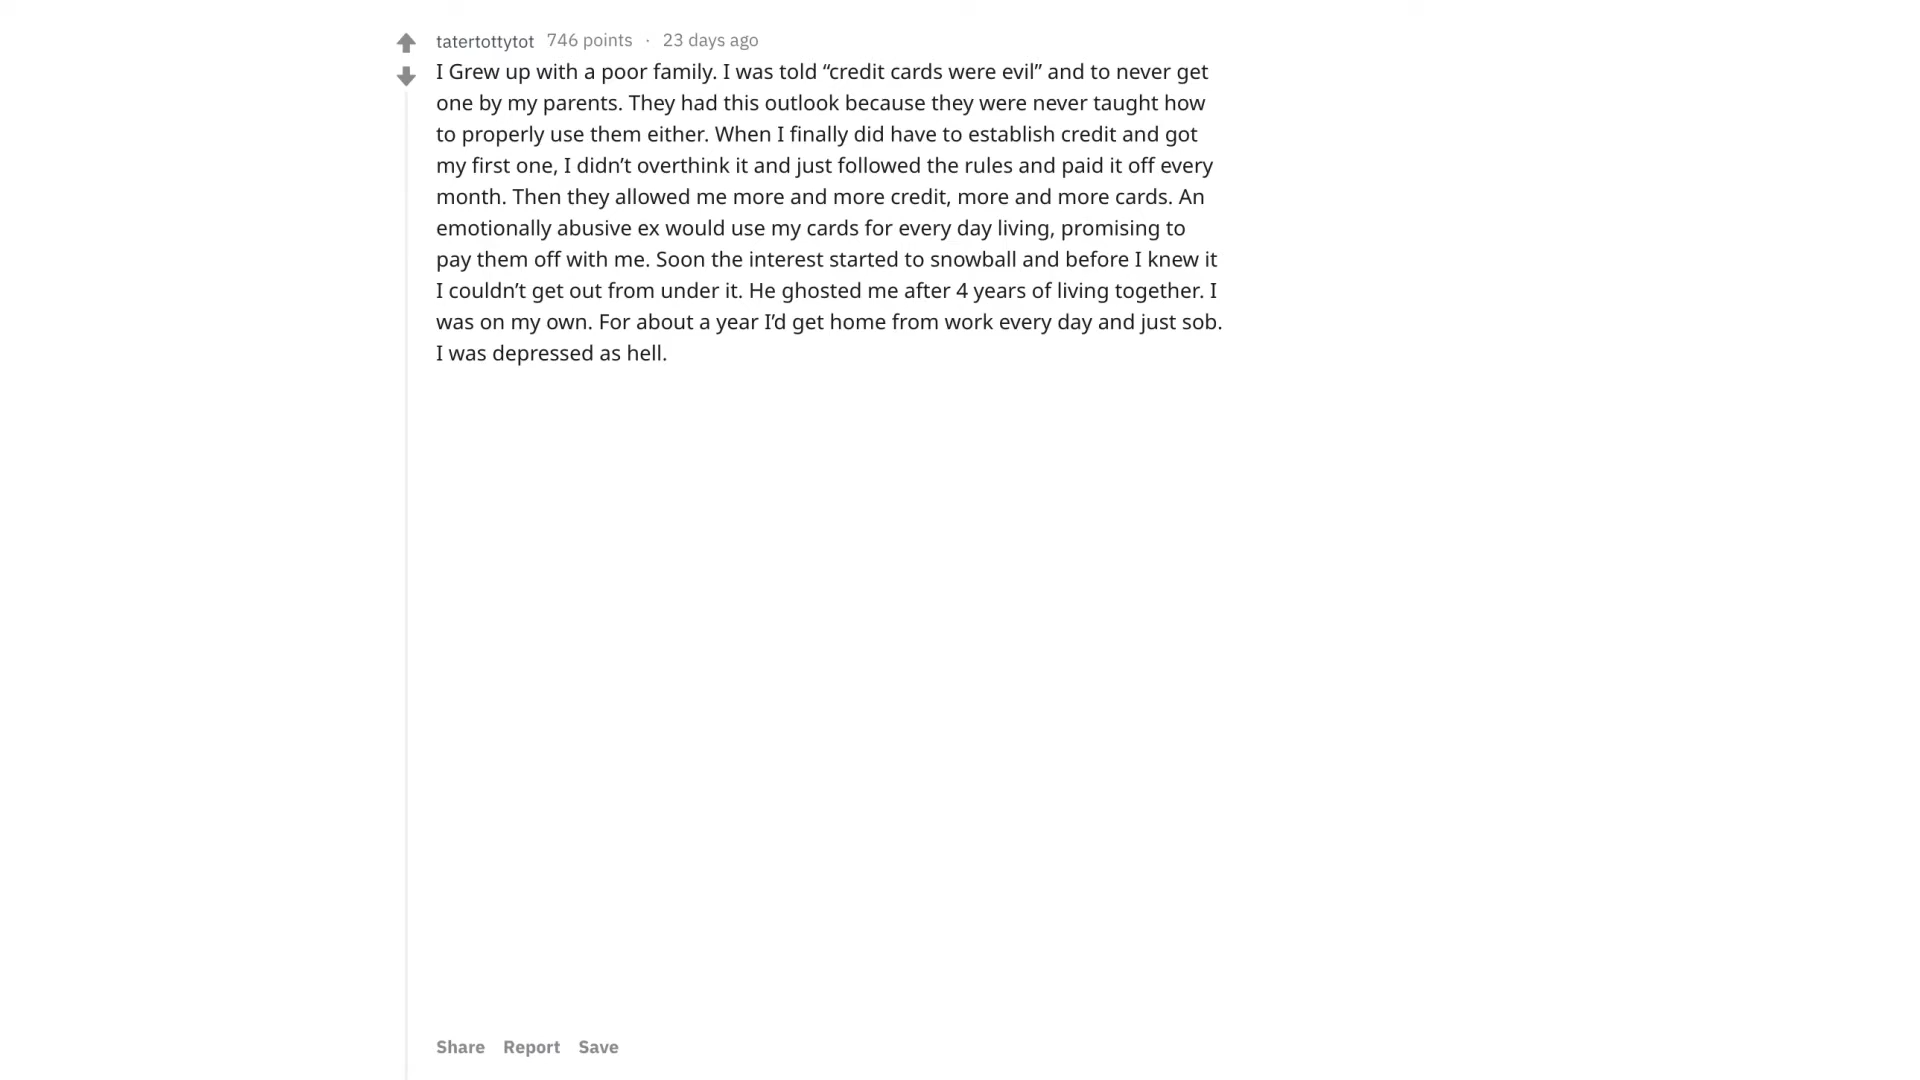 tatertottytot 746 points · 23 days ago
I Grew up with a poor family. I was told “credit cards were evil” and to never get
one by my parents. They had this outlook because they were never taught how
to properly use them either. When I finally did have to establish credit and got
my first one, I didn’t overthink it and just followed the rules and paid it off every
month. Then they allowed me more and more credit, more and more cards. An
emotionally abusive ex would use my cards for every day living, promising to
pay them off with me. Soon the interest started to snowball and before I knew it
I couldn’t get out from under it. He ghosted me after 4 years of living together. I
was on my own. For about a year I’d get home from work every day and just sob.
I was depressed as hell.
Share Report Save